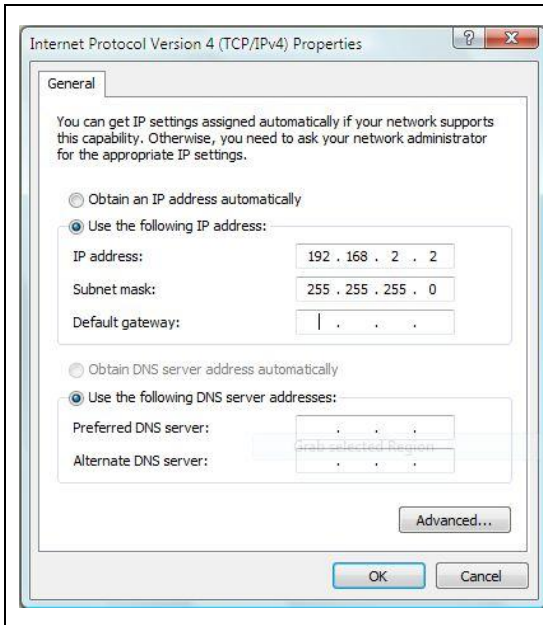 Internet Protocol Version 4 (TCP/IPv4) Properties
General
You can get IP settings assigned automatically if your network supports
this capability. Otherwise, you need to ask your network administrator
for the appropriate IP settings.
Obtain an IP address automatically
Use the following IP address:
IP address: 192 . 168 . 2 . 2
Subnet mask: 255 . 255 . 255 . 0
Default gateway: . . .
Obtain DNS server address automatically
Use the following DNS server addresses:
Preferred DNS server: . . .
Grab selected Region
Alternate DNS server: . . .
Advanced...
OK Cancel